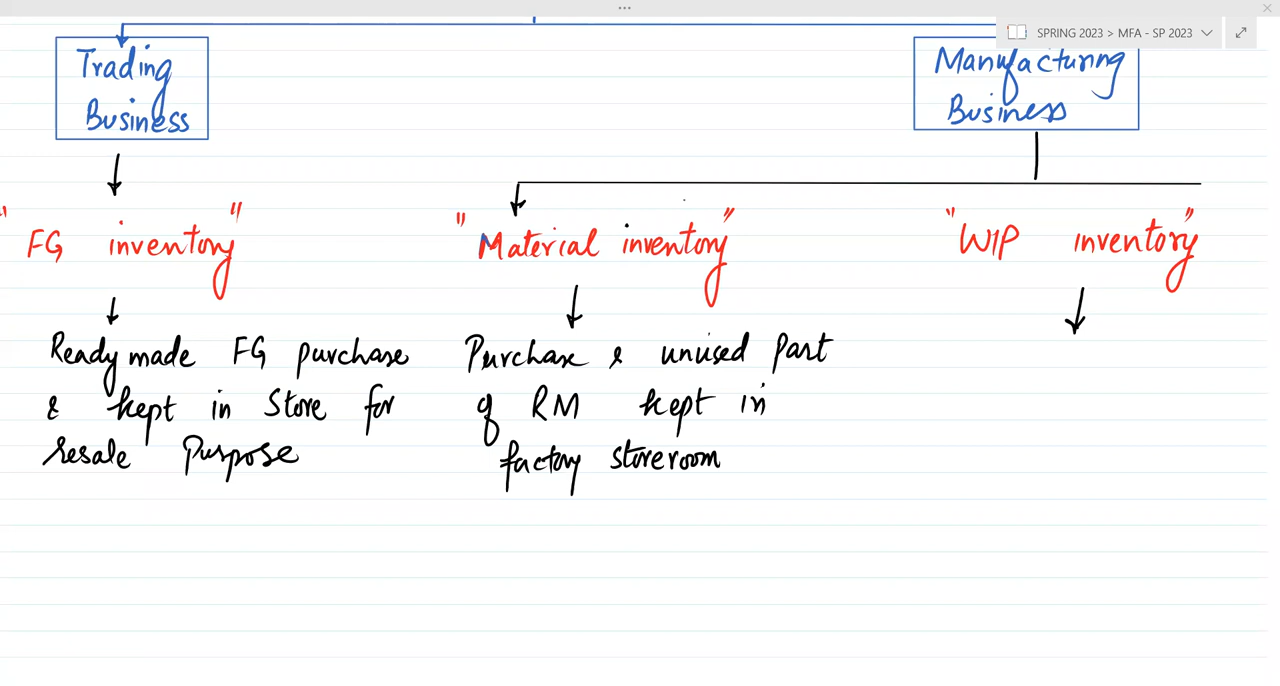 SPRING 2023 > MFA - SP 2023
Trading
Business
Manufacturing
Business
"FG inventory"
"Material inventory"
"WIP inventory"
Ready made FG purchase
& kept in Store for
resale Purpose
Purchase & unused Part
of RM kept in
factory storeroom